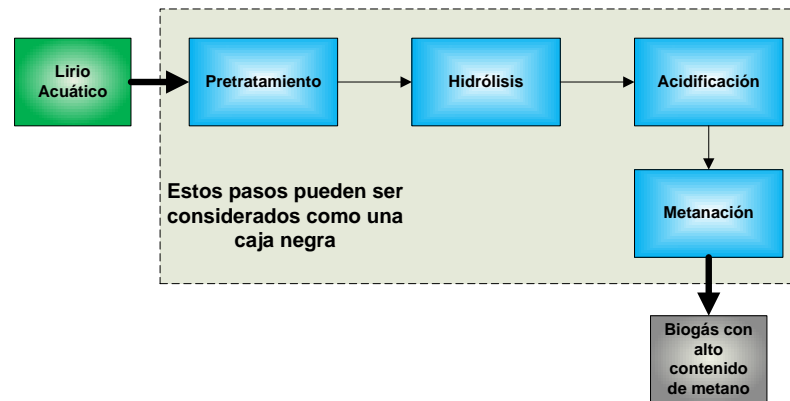 Lirio
Acuático
Pretratamiento
Hidrólisis
Acidificación
Estos pasos pueden ser
considerados como una
caja negra
Metanación
Biogás con
alto
contenido
de metano